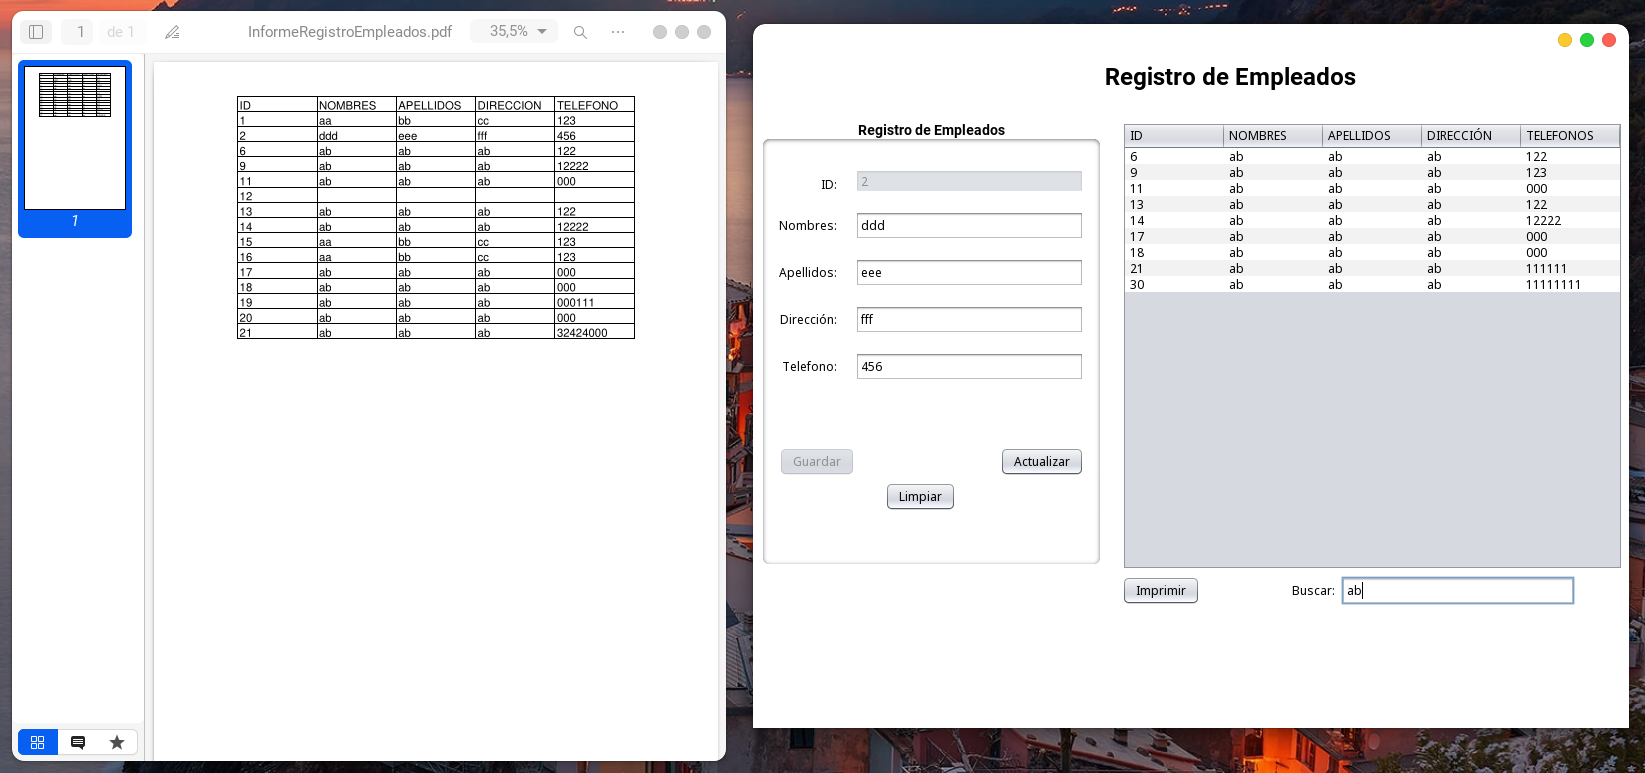 1 de 1 InformeRegistroEmpleados.pdf 35,5%
1
ID NOMBRES APELLIDOS DIRECCION TELEFONO
1 aa bb cc 123
2 ddd eee fff 456
6 ab ab ab 122
9 ab ab ab 12222
11 ab ab ab 000
12
13 ab ab ab 122
14 ab ab ab 12222
15 aa bb cc 123
16 aa bb cc 123
17 ab ab ab 000
18 ab ab ab 000
19 ab ab ab 000111
20 ab ab ab 000
21 ab ab ab 32424000
Registro de Empleados
Registro de Empleados
ID: 2
Nombres: ddd
Apellidos: eee
Dirección: fff
Telefono: 456
Guardar Actualizar
Limpiar
ID NOMBRES APELLIDOS DIRECCIÓN TELEFONOS
6 ab ab ab 122
9 ab ab ab 123
11 ab ab ab 000
13 ab ab ab 122
14 ab ab ab 12222
17 ab ab ab 000
18 ab ab ab 000
21 ab ab ab 111111
30 ab ab ab 11111111
Imprimir Buscar: ab